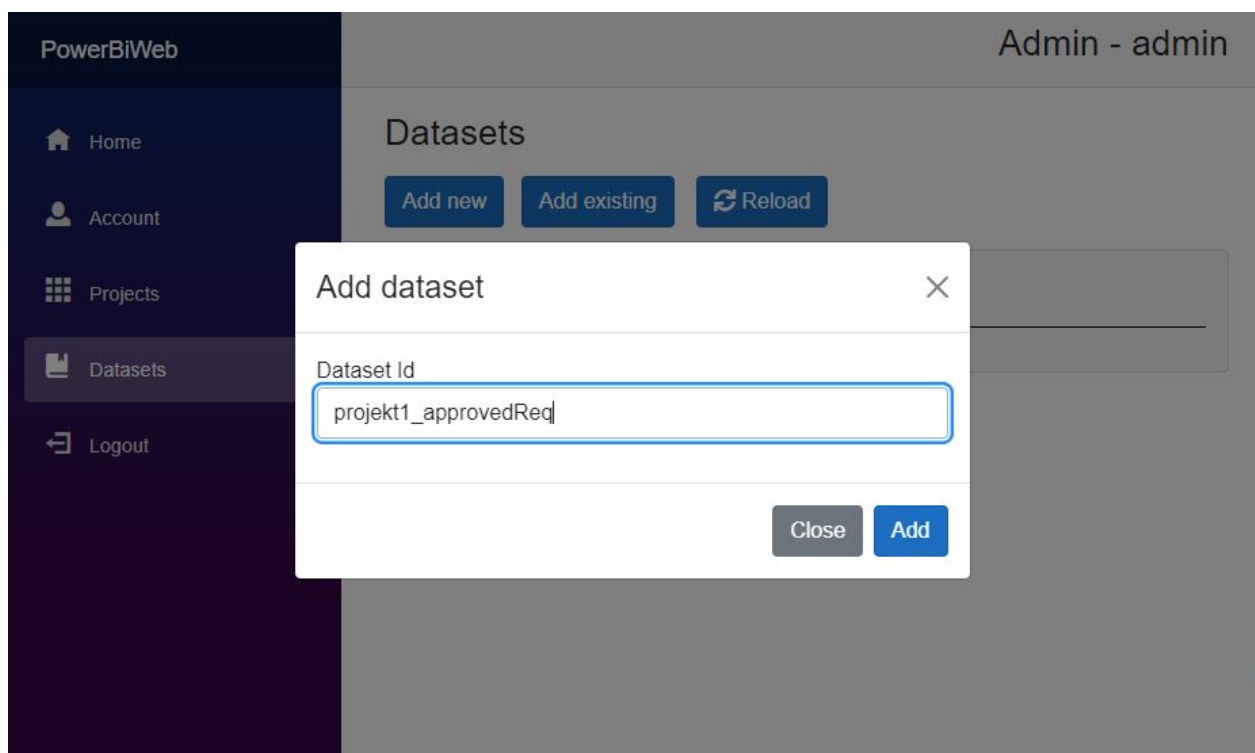 PowerBiWeb
Admin - admin
Home
Account
Projects
Datasets
Logout
Datasets
Add new
Add existing
Reload
Add dataset
Dataset Id
projekt1_approvedReq
Close
Add